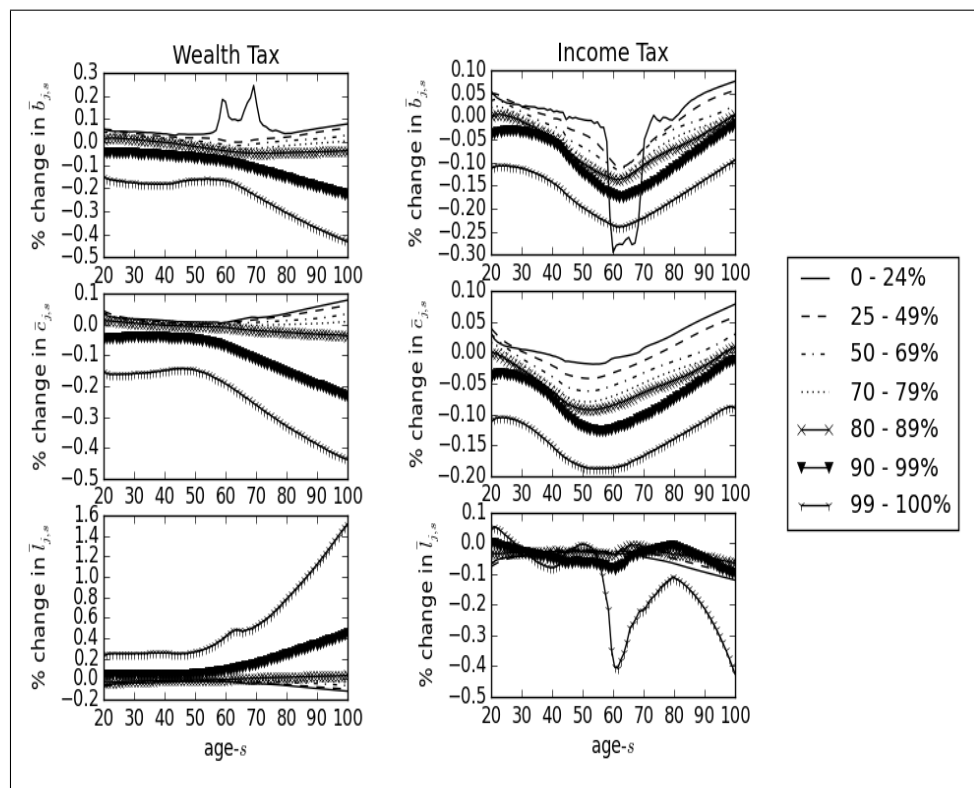 Wealth Tax
% change in b̄j,s
0.3
0.2
0.1
0.0
−0.1
−0.2
−0.3
−0.4
−0.5
20 30 40 50 60 70 80 90 100
% change in c̄j,s
0.1
0.0
−0.1
−0.2
−0.3
−0.4
−0.5
20 30 40 50 60 70 80 90 100
% change in l̄j,s
1.6
1.4
1.2
1.0
0.8
0.6
0.4
0.2
0.0
−0.2
20 30 40 50 60 70 80 90 100
age-s
Income Tax
% change in b̄j,s
0.10
0.05
0.00
−0.05
−0.10
−0.15
−0.20
−0.25
−0.30
20 30 40 50 60 70 80 90 100
% change in c̄j,s
0.10
0.05
0.00
−0.05
−0.10
−0.15
−0.20
20 30 40 50 60 70 80 90 100
% change in l̄j,s
0.1
0.0
−0.1
−0.2
−0.3
−0.4
−0.5
20 30 40 50 60 70 80 90 100
age-s
0 - 24%
25 - 49%
50 - 69%
70 - 79%
80 - 89%
90 - 99%
99 - 100%